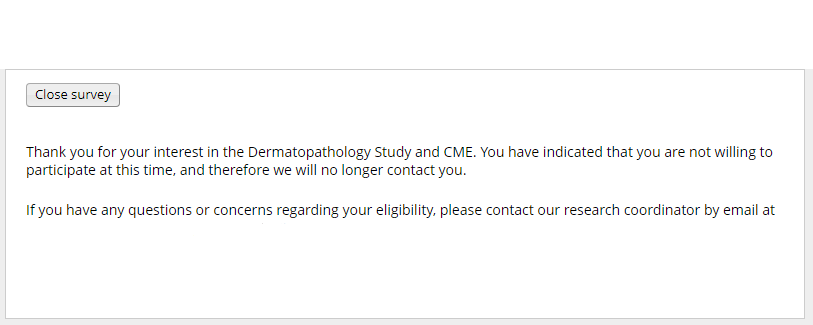 Close survey
Thank you for your interest in the Dermatopathology Study and CME. You have indicated that you are not willing to
participate at this time, and therefore we will no longer contact you.
If you have any questions or concerns regarding your eligibility, please contact our research coordinator by email at